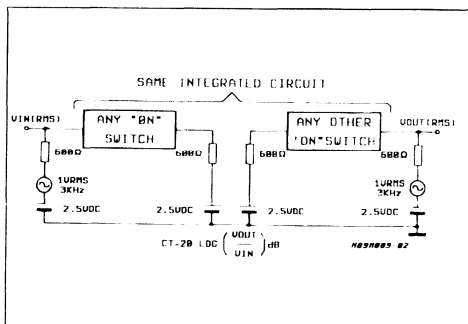 SAME INTEGRATED CIRCUIT
VIN(RMS)
ANY "ON"
SWITCH
ANY OTHER
"ON"SWITCH
VOUT(RMS)
600Ω
600Ω
600Ω
600Ω
1VRMS
3KHz
1VRMS
3KHz
2.5VDC
2.5VDC
2.5VDC
2.5VDC
CT-20 LOG (VOUT/VIN) dB
M89M089-02